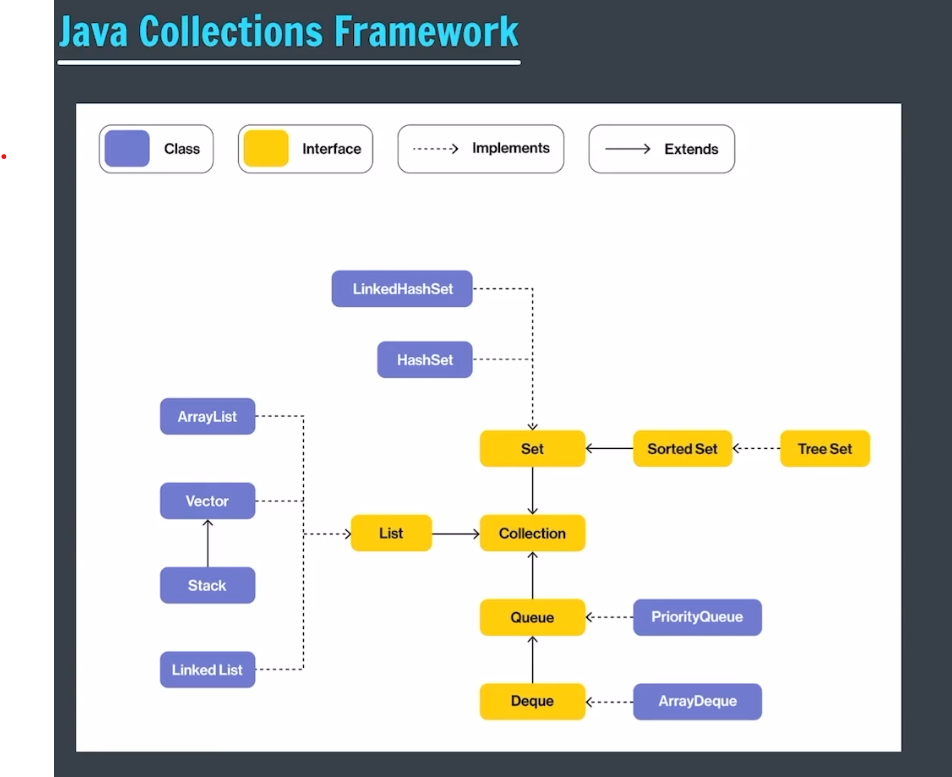 Java Collections Framework
Class
Interface
Implements
Extends
LinkedHashSet
HashSet
ArrayList
Set
Sorted Set
Tree Set
Vector
List
Collection
Stack
Queue
PriorityQueue
Linked List
Deque
ArrayDeque